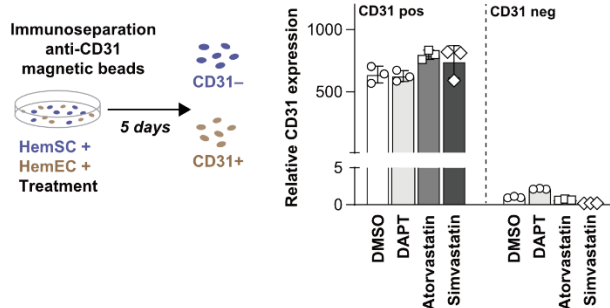 Immunoseparation
anti-CD31
magnetic beads
CD31−
5 days
HemSC +
HemEC +
Treatment
CD31+
CD31 pos
CD31 neg
Relative CD31 expression
1000
500
5
0
DMSO
DAPT
Atorvastatin
Simvastatin
DMSO
DAPT
Atorvastatin
Simvastatin